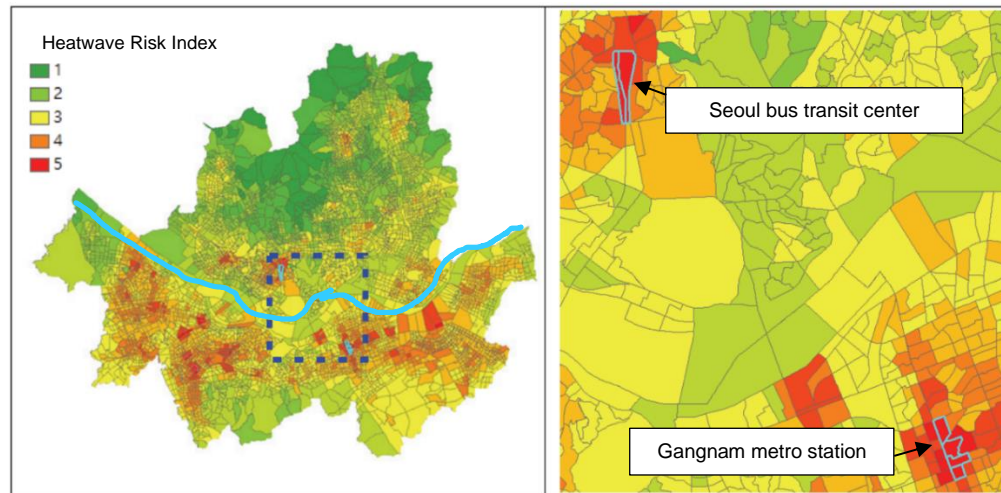 Heatwave Risk Index
1
2
3
4
5
Seoul bus transit center
Gangnam metro station